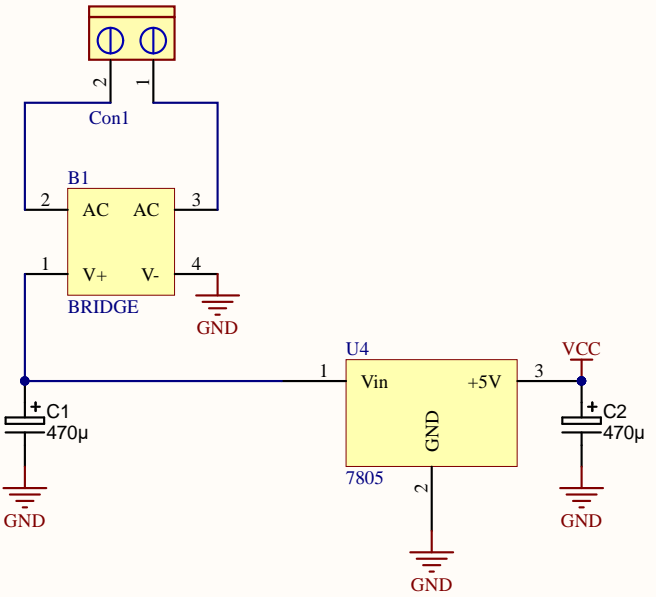 2 1
Con1
B1
2 AC AC 3
1 V+ V- 4
BRIDGE
GND
U4
VCC
1 Vin +5V 3
GND
+ C1
470μ
+ C2
470μ
7805
2
GND
GND
GND